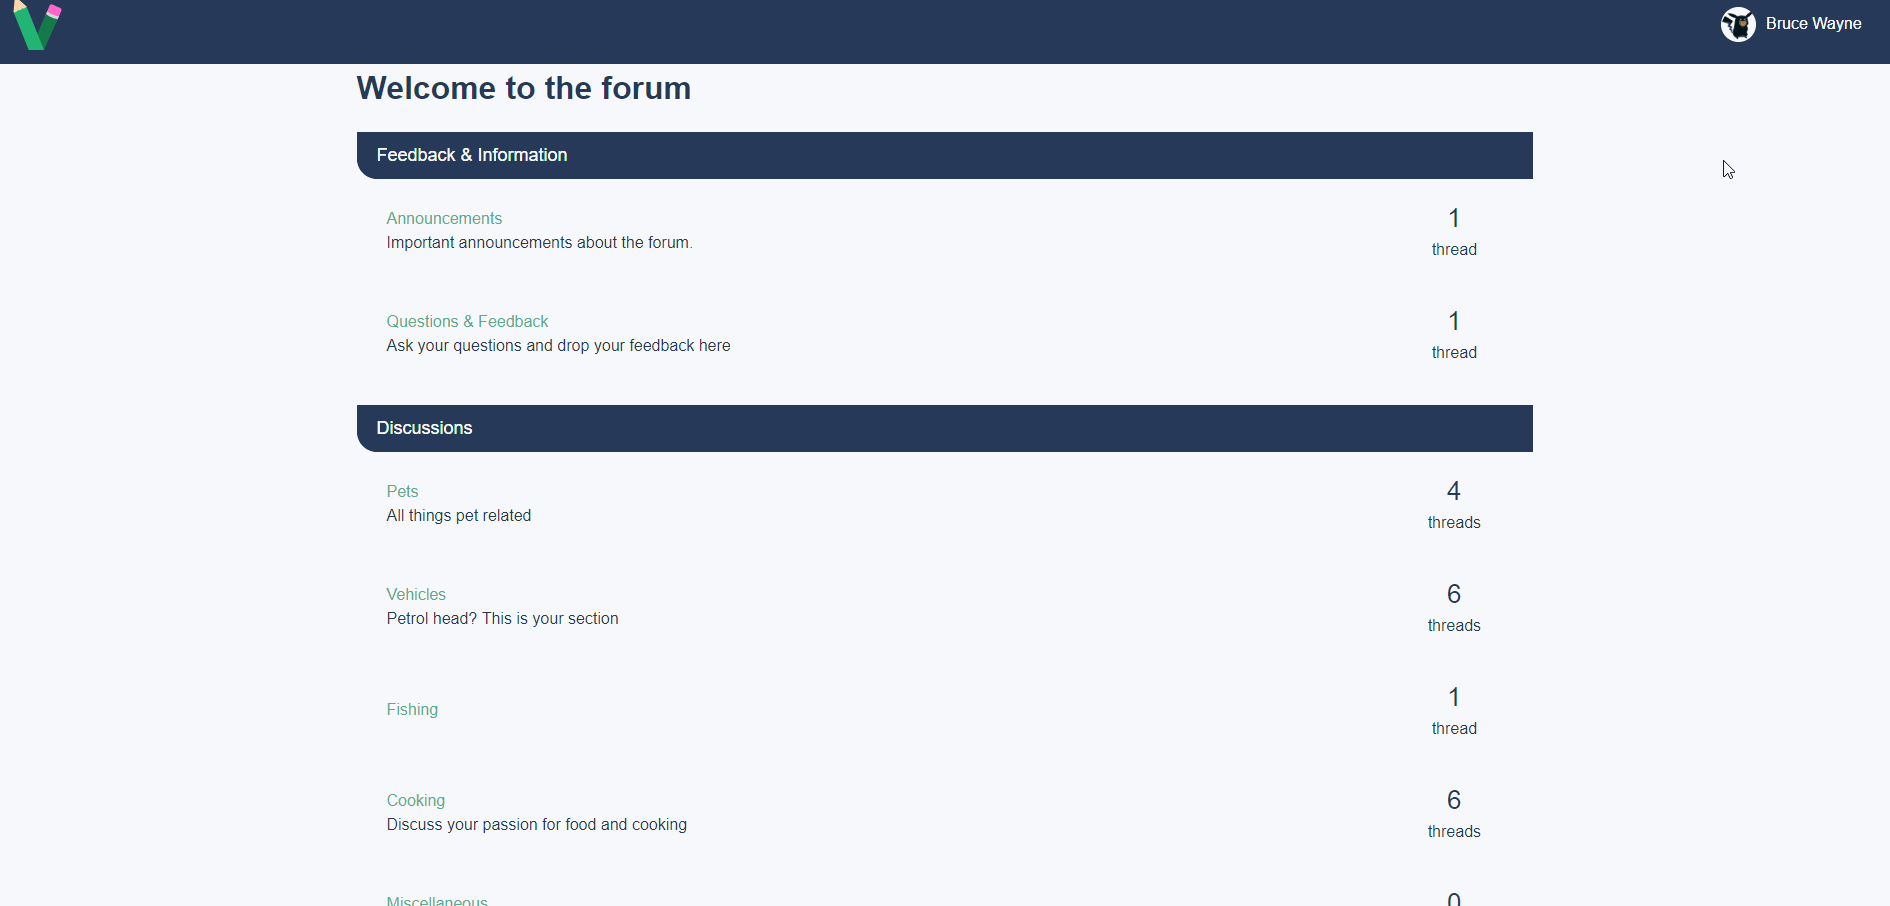 Bruce Wayne
Welcome to the forum
Feedback & Information
Announcements
Important announcements about the forum.
1
thread
Questions & Feedback
Ask your questions and drop your feedback here
1
thread
Discussions
Pets
All things pet related
4
threads
Vehicles
Petrol head? This is your section
6
threads
Fishing
1
thread
Cooking
Discuss your passion for food and cooking
6
threads
Miscellaneous
0